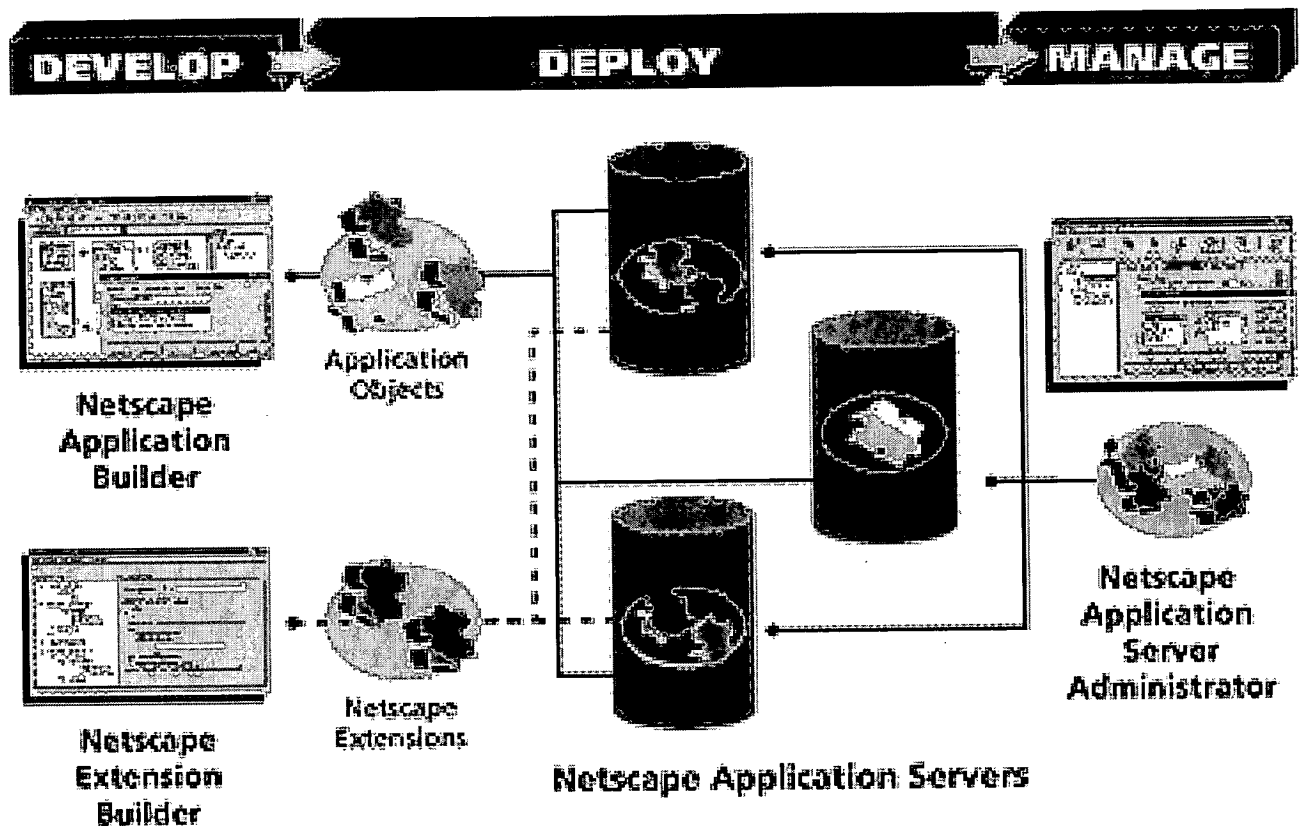 DEVELOP
DEPLOY
MANAGE
Netscape
Application
Builder
Application
Objects
Netscape
Extension
Builder
Netscape
Extensions
Netscape Application Servers
Netscape
Application
Server
Administrator